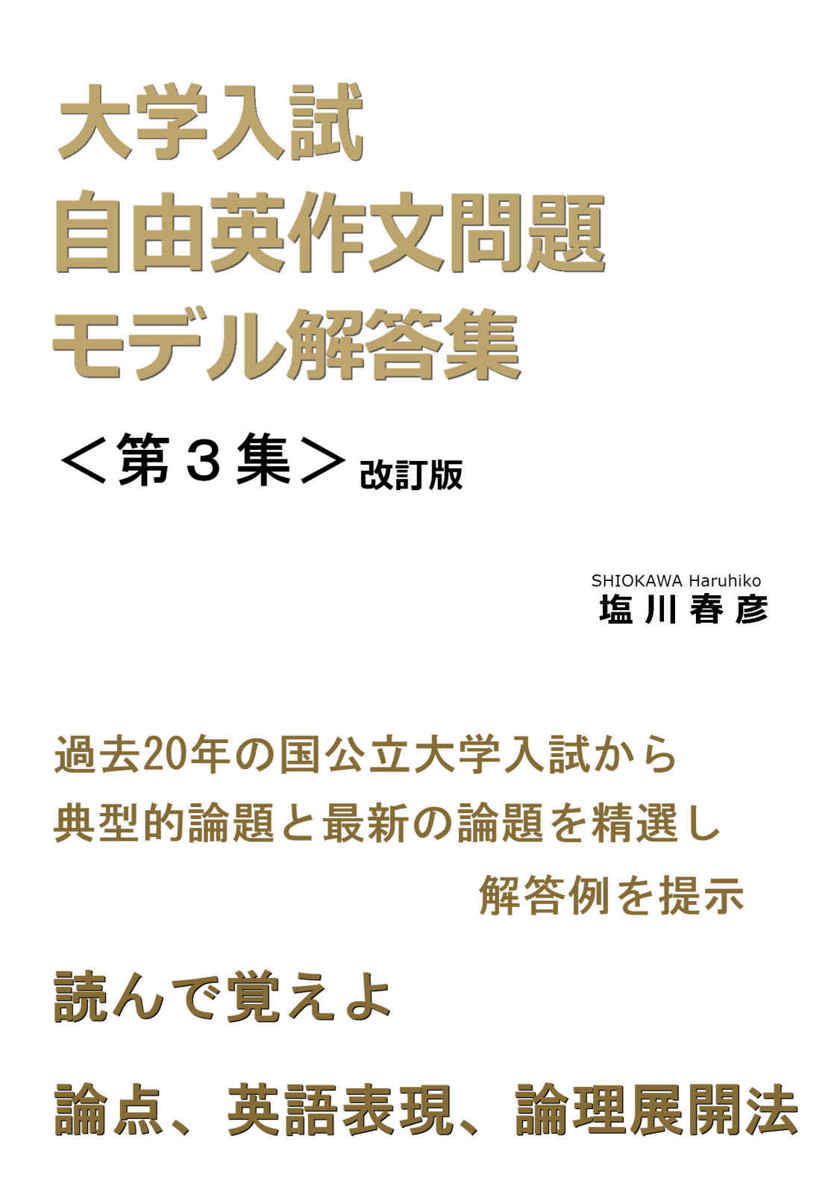 大学入試
自由英作文問題
モデル解答集
＜第３集＞ 改訂版
SHIOKAWA Haruhiko
塩川春彦
過去20年の国公立大学入試から
典型的論題と最新の論題を精選し
解答例を提示
読んで覚えよ
論点、英語表現、論理展開法